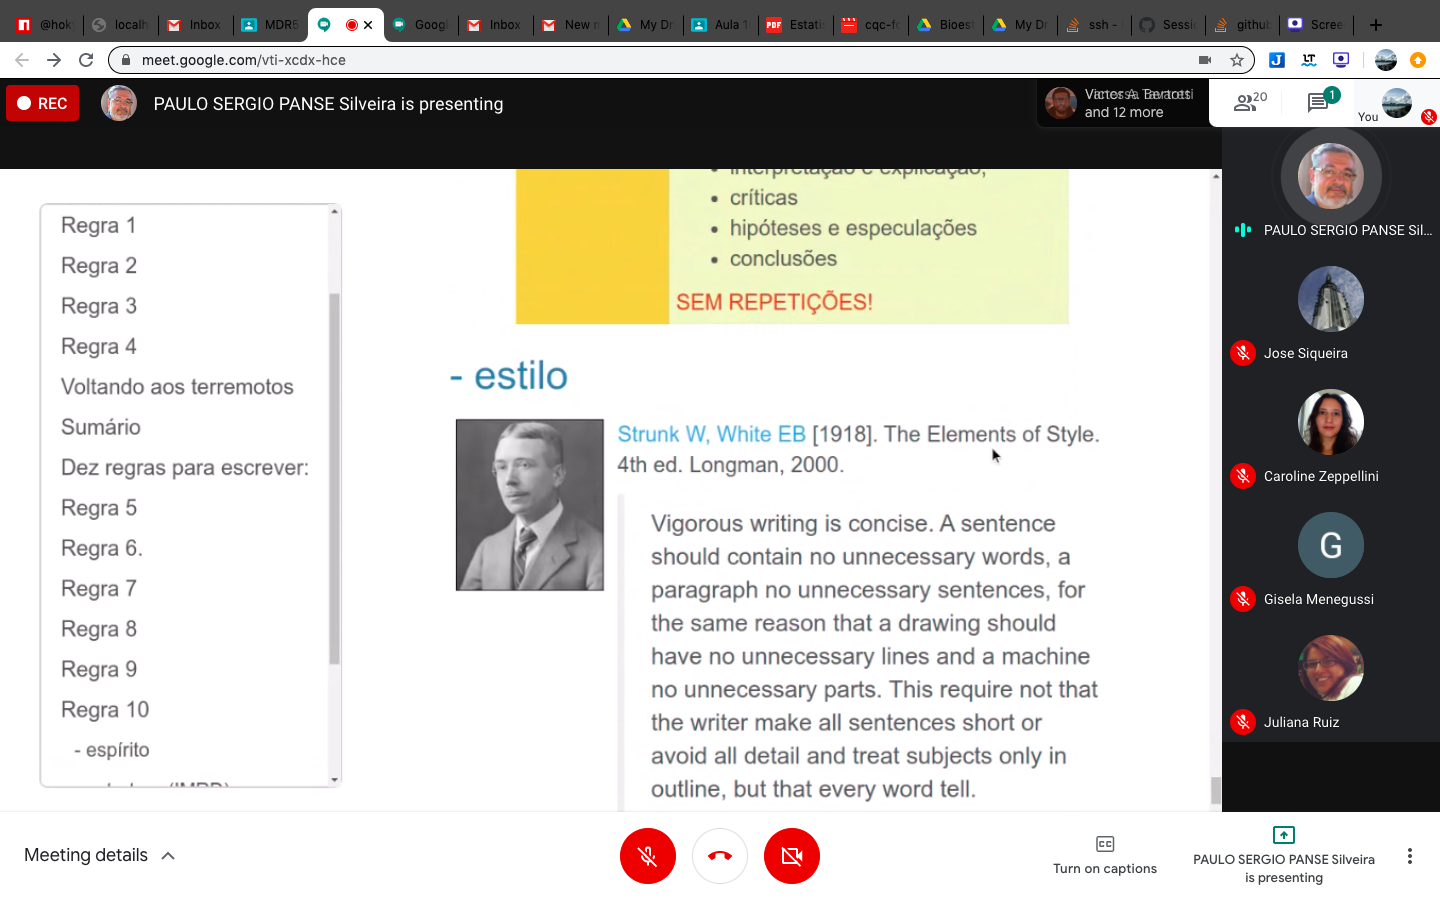 @hok
localh
Inbox
MDR5
Googl
Inbox
New m
My Dr
Aula 1
Estati
cqc-fo
Bioest
My Dr
ssh -
Sessio
github
Scree
meet.google.com/vti-xcdx-hce
REC
PAULO SERGIO PANSE Silveira is presenting
and 12 more
20
1
You
interpretação e explicação,
• críticas
• hipóteses e especulações
• conclusões
SEM REPETIÇÕES!
Regra 1
Regra 2
Regra 3
Regra 4
Voltando aos terremotos
Sumário
Dez regras para escrever:
Regra 5
Regra 6.
Regra 7
Regra 8
Regra 9
Regra 10
- espírito
- estilo
Strunk W, White EB [1918]. The Elements of Style.
4th ed. Longman, 2000.
Vigorous writing is concise. A sentence
should contain no unnecessary words, a
paragraph no unnecessary sentences, for
the same reason that a drawing should
have no unnecessary lines and a machine
no unnecessary parts. This require not that
the writer make all sentences short or
avoid all detail and treat subjects only in
outline, but that every word tell.
PAULO SERGIO PANSE Sil...
Jose Siqueira
Caroline Zeppellini
G
Gisela Menegussi
Juliana Ruiz
Meeting details
Turn on captions
PAULO SERGIO PANSE Silveira
is presenting